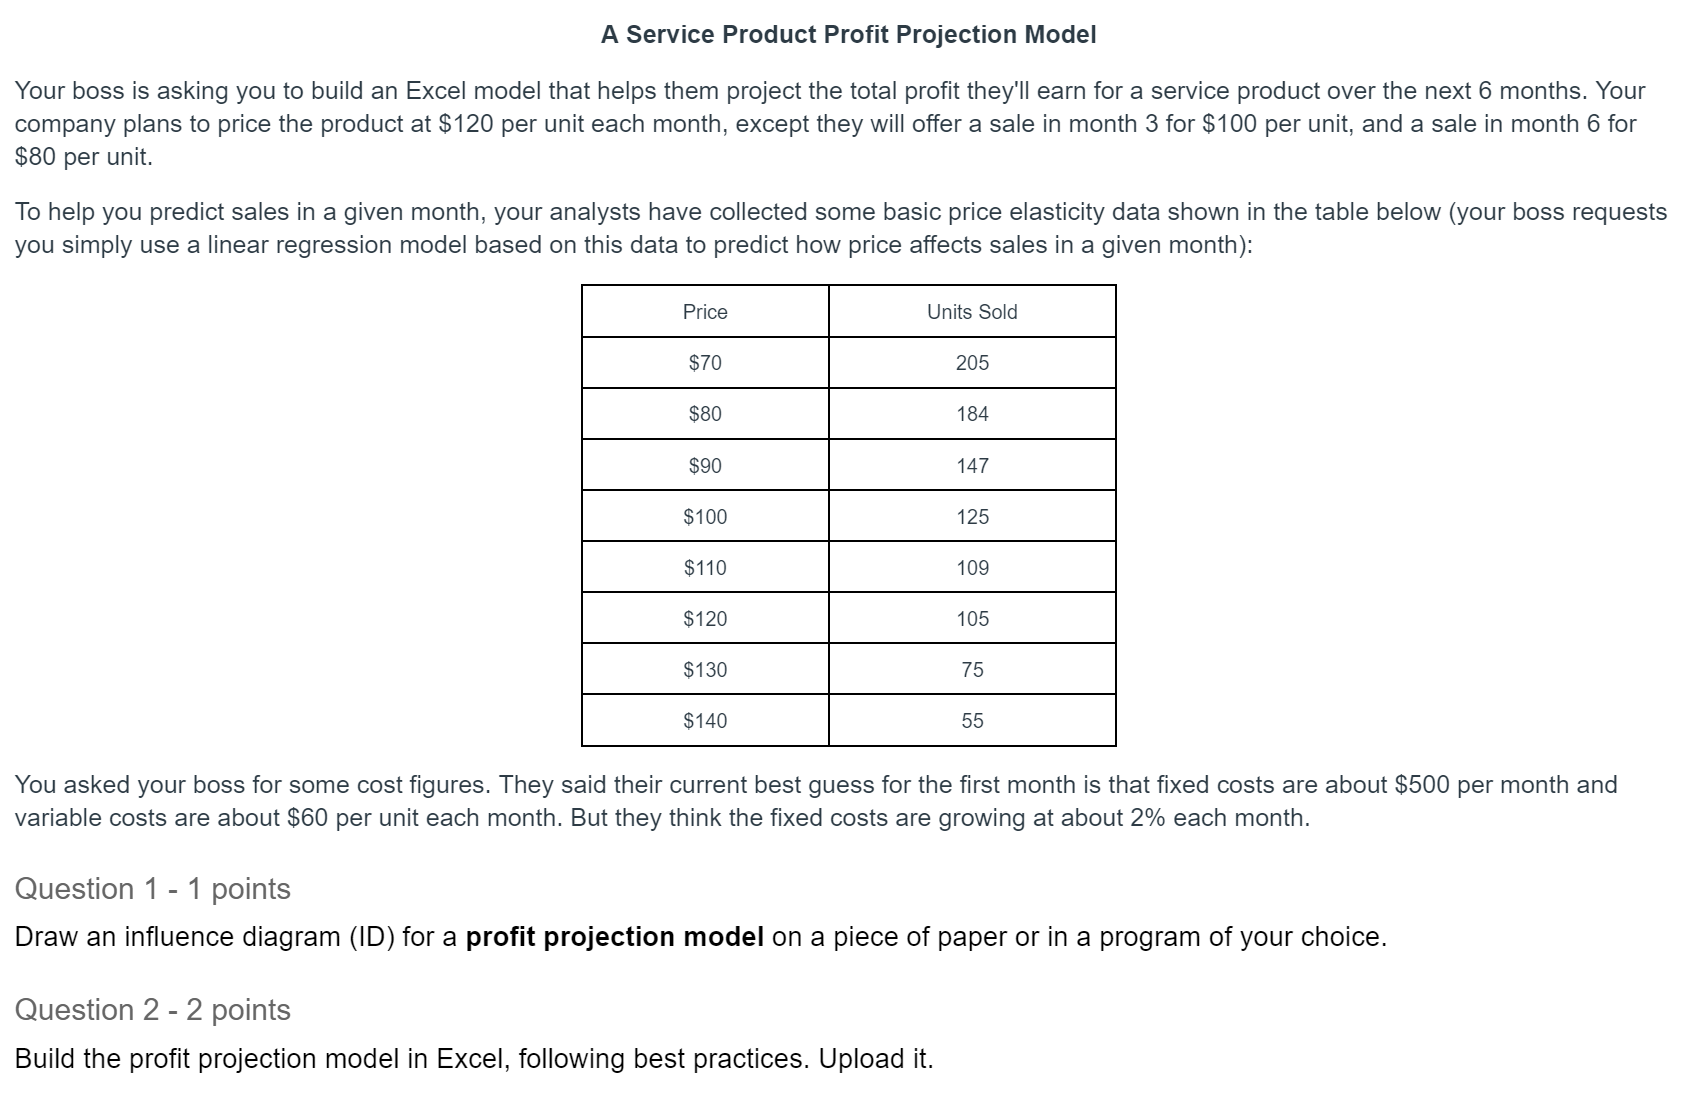 A Service Product Profit Projection Model
Your boss is asking you to build an Excel model that helps them project the total profit they'll earn for a service product over the next 6 months. Your
company plans to price the product at $120 per unit each month, except they will offer a sale in month 3 for $100 per unit, and a sale in month 6 for
$80 per unit.
To help you predict sales in a given month, your analysts have collected some basic price elasticity data shown in the table below (your boss requests
you simply use a linear regression model based on this data to predict how price affects sales in a given month):
Price Units Sold
$70 205
$80 184
$90 147
$100 125
$110 109
$120 105
$130 75
$140 55
You asked your boss for some cost figures. They said their current best guess for the first month is that fixed costs are about $500 per month and
variable costs are about $60 per unit each month. But they think the fixed costs are growing at about 2% each month.
Question 1 - 1 points
Draw an influence diagram (ID) for a profit projection model on a piece of paper or in a program of your choice.
Question 2 - 2 points
Build the profit projection model in Excel, following best practices. Upload it.